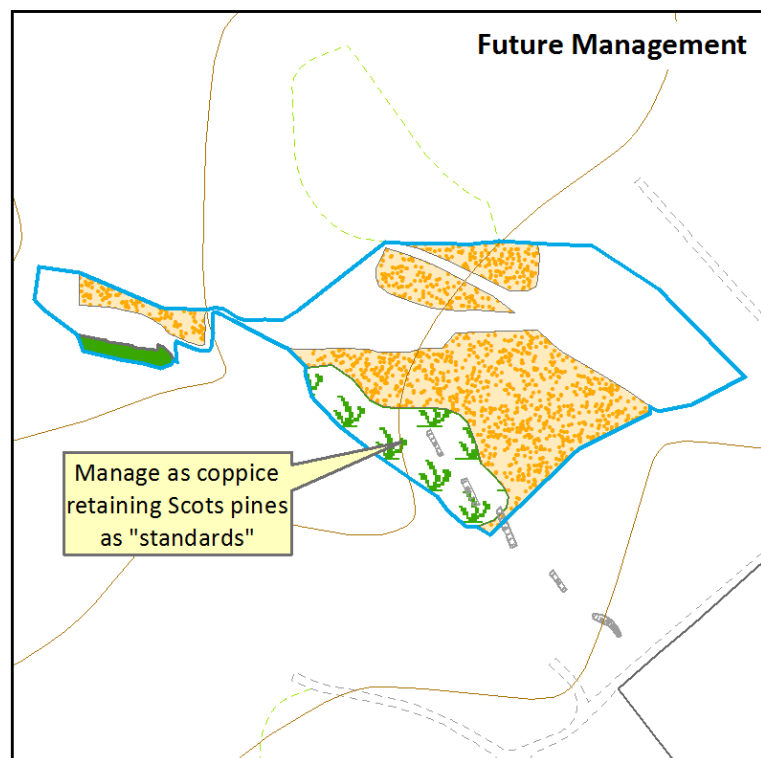 Future Management
Manage as coppice
retaining Scots pines
as "standards"